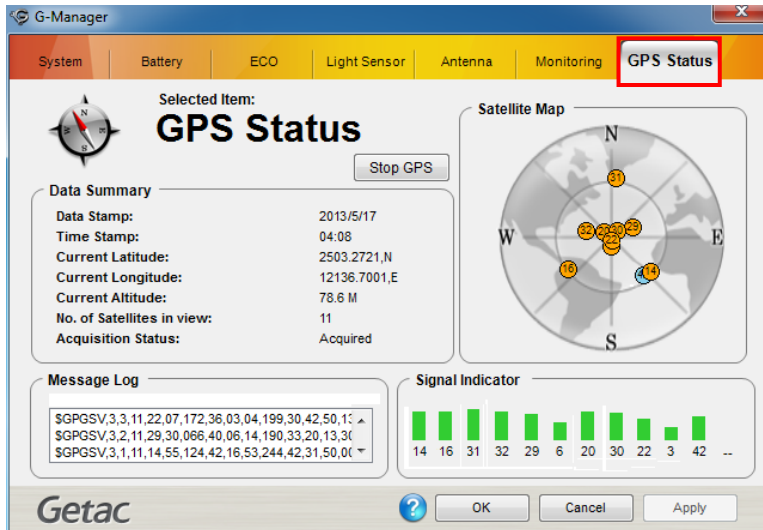 G-Manager
System Battery ECO Light Sensor Antenna Monitoring GPS Status
Selected Item:
GPS Status
Stop GPS
Data Summary
Data Stamp: 2013/5/17
Time Stamp: 04:08
Current Latitude: 2503.2721,N
Current Longitude: 12136.7001,E
Current Altitude: 78.6 M
No. of Satellites in view: 11
Acquisition Status: Acquired
Satellite Map
N
31
W 32 20 30 29 E
22
16 14
S
Message Log
$GPGSV,3,3,11,22,07,172,36,03,04,199,30,42,50,13
$GPGSV,3,2,11,29,30,066,40,06,14,190,33,20,13,30
$GPGSV,3,1,11,14,55,124,42,16,53,244,42,31,50,00
Signal Indicator
14 16 31 32 29 6 20 30 22 3 42 --
Getac
? OK Cancel Apply